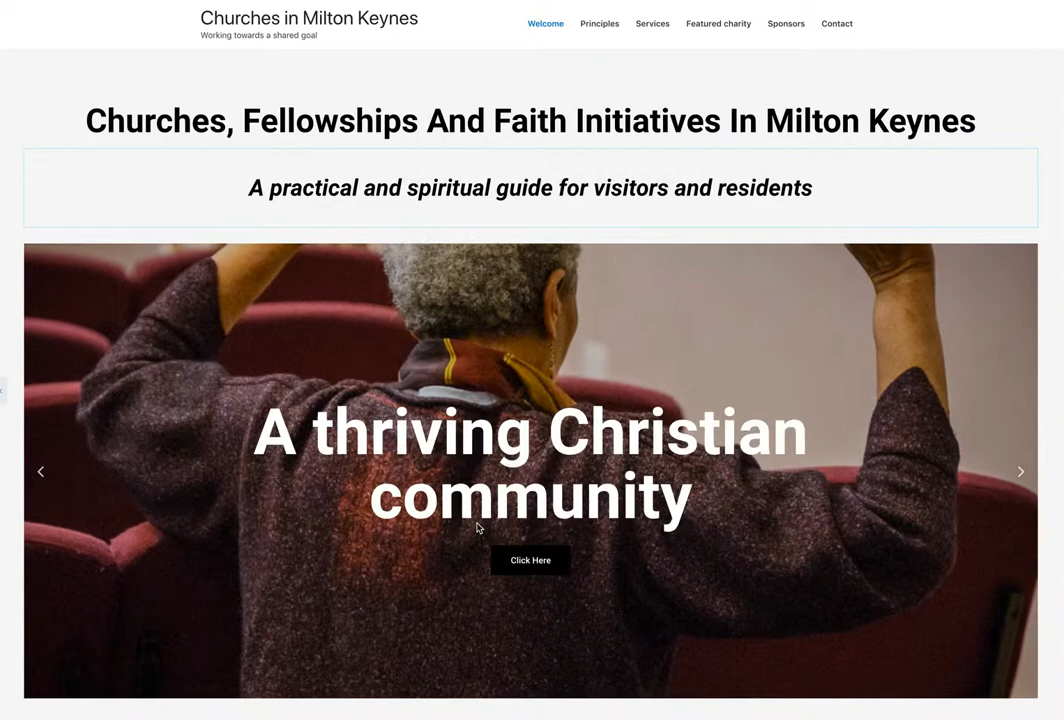 Churches in Milton Keynes
Working towards a shared goal
Welcome Principles Services Featured charity Sponsors Contact
Churches, Fellowships And Faith Initiatives In Milton Keynes
A practical and spiritual guide for visitors and residents
A thriving Christian
community
Click Here